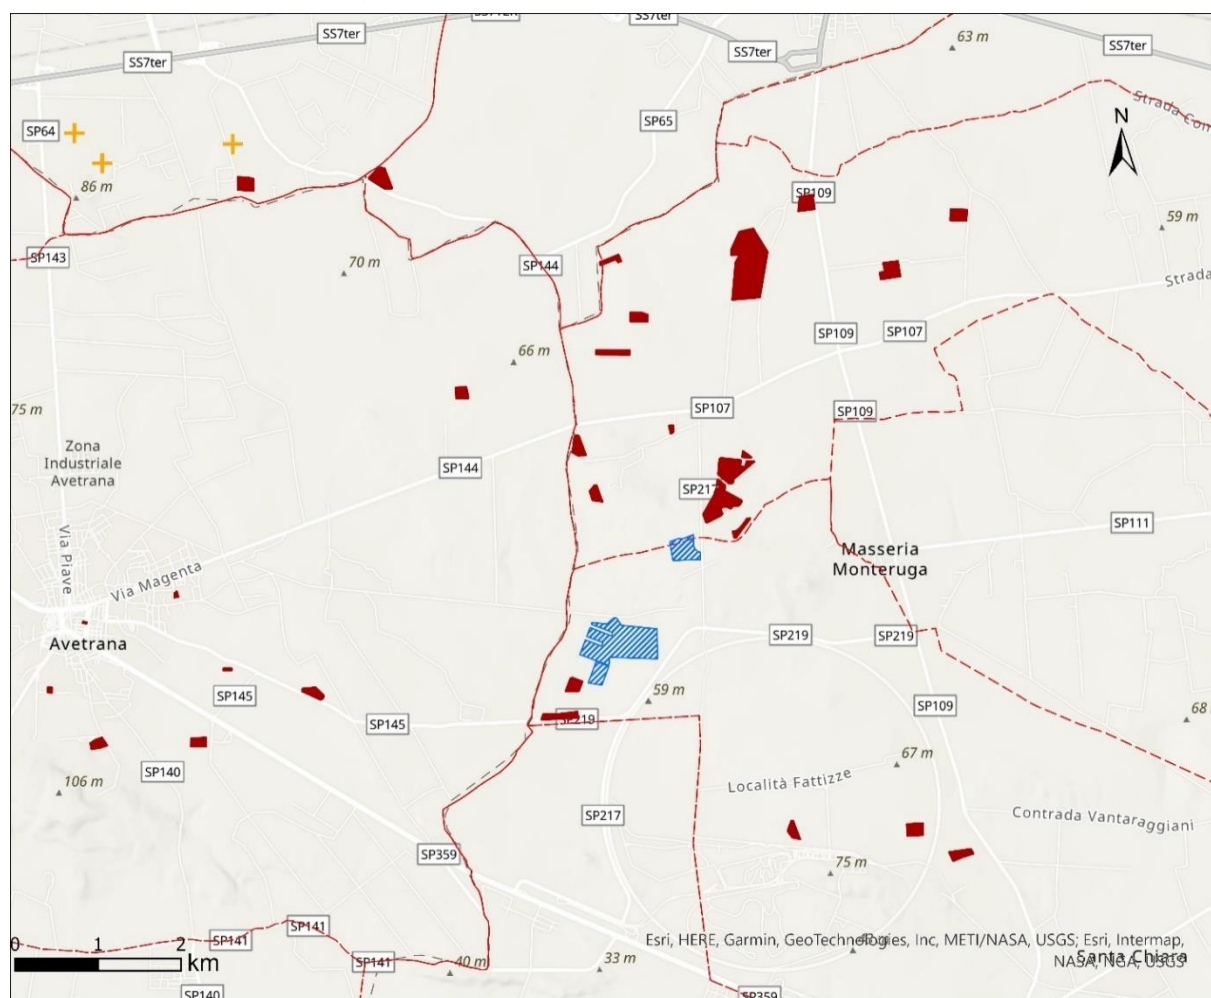 SS7ter
SS7ter
SS7ter
SS7ter
SS7ter
SS7ter
63 m
SP64
SP65
N
Strada Com
86 m
SP109
59 m
SP143
70 m
SP144
Strada
SP109
SP107
66 m
75 m
SP107
SP109
Zona
Industriale
Avetrana
SP144
SP217
SP111
Via Piave
Masseria
Monteruga
Via Magenta
Avetrana
SP219
SP219
SP145
59 m
SP109
SP145
SP219
68
106 m
SP140
67 m
Località Fattizze
SP217
Contrada Vantaraggiani
SP359
75 m
SP141
SP141
0 1 2
km
SP141
40 m
33 m
Esri, HERE, Garmin, GeoTechnologies, Inc, METI/NASA, USGS; Esri, Intermap,
NASA, NGA, USGS
Santa Chiara
SP140
SP359